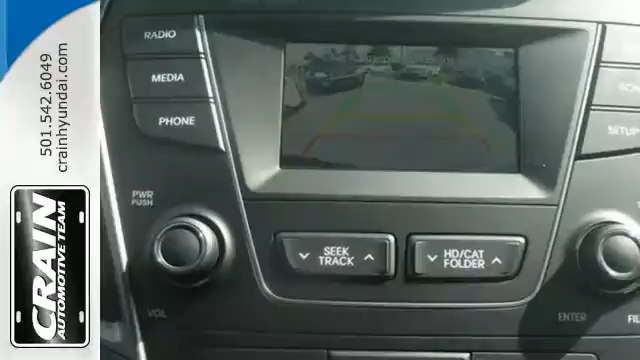 501.542.6049
crainhyundai.com
CRAIN
AUTOMOTIVE TEAM
RADIO
MEDIA
PHONE
PWR
PUSH
VOL
SEEK
TRACK
HD/CAT
FOLDER
SETUP
ENTER